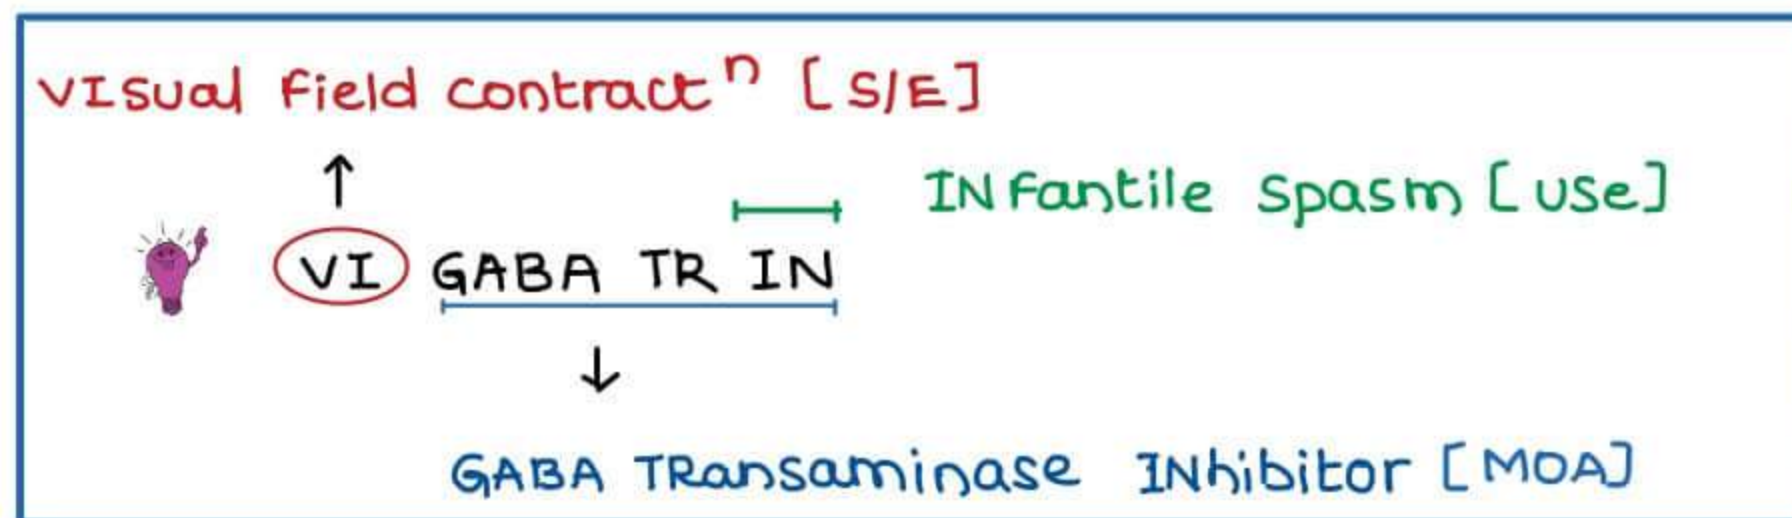 VISual Field contractⁿ [S/E]
↑
INFantile Spasm [USe]
VI GABA TR IN
↓
GABA TRansaminase INhibitor [MOA]